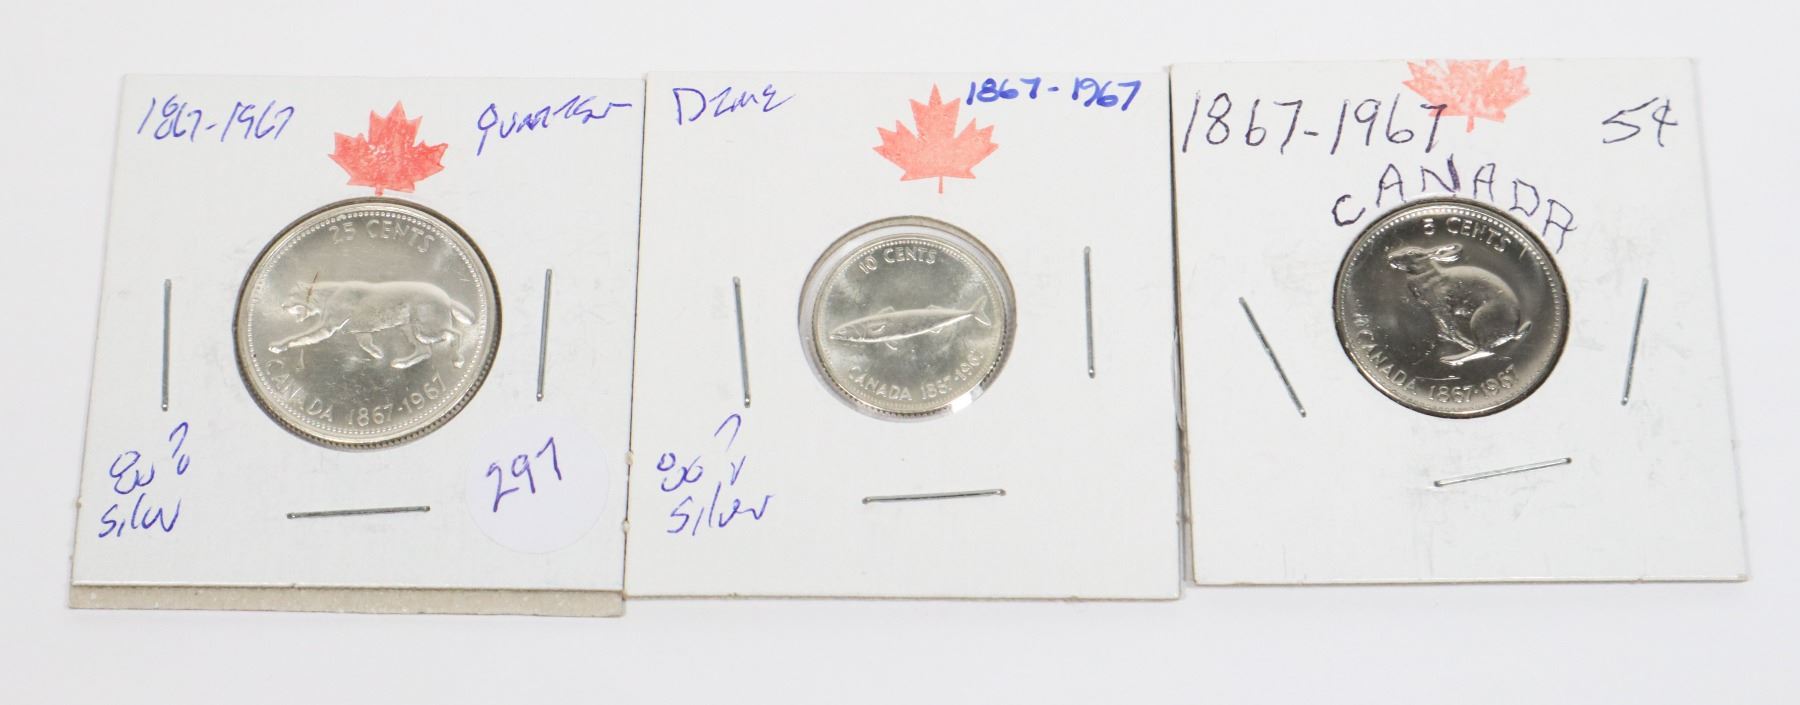 1867-1967 Quarter
25 CENTS
CANADA 1867-1967
80%
Silver
297
Dime 1867-1967
10 CENTS
CANADA 1867-1967
80%
Silver
1867-1967 5¢
CANADA
5 CENTS
CANADA 1867-1967